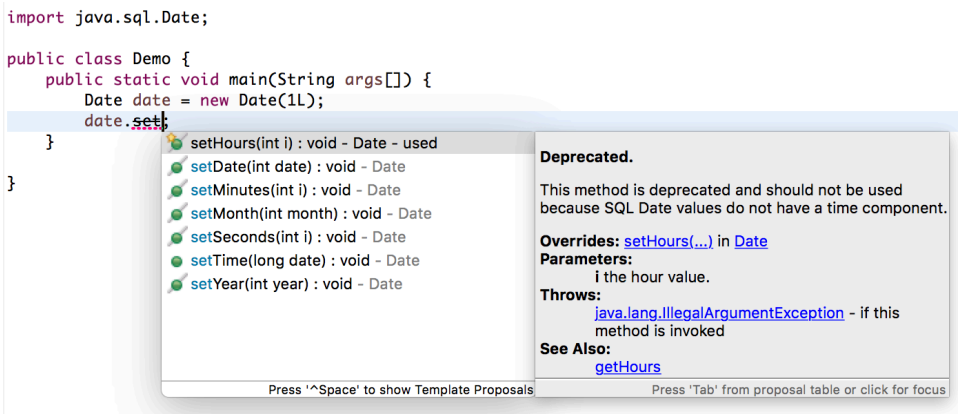 import java.sql.Date;
public class Demo {
public static void main(String args[]) {
Date date = new Date(1L);
date.set;
}
}
setHours(int i) : void - Date - used
setDate(int date) : void - Date
setMinutes(int i) : void - Date
setMonth(int month) : void - Date
setSeconds(int i) : void - Date
setTime(long date) : void - Date
setYear(int year) : void - Date
Press '^Space' to show Template Proposals
Deprecated.
This method is deprecated and should not be used
because SQL Date values do not have a time component.
Overrides: setHours(...) in Date
Parameters:
i the hour value.
Throws:
java.lang.IllegalArgumentException - if this
method is invoked
See Also:
getHours
Press 'Tab' from proposal table or click for focus